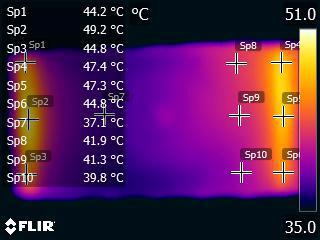 Sp1 44.2 °C
Sp2 49.2 °C
Sp3 44.8 °C
Sp4 47.4 °C
Sp5 47.3 °C
Sp6 44.8 °C
Sp7 37.1 °C
Sp8 41.9 °C
Sp9 41.3 °C
Sp10 39.8 °C
°C
51.0
Sp1
Sp8
Sp2
Sp9
Sp3
Sp10
FLIR
35.0